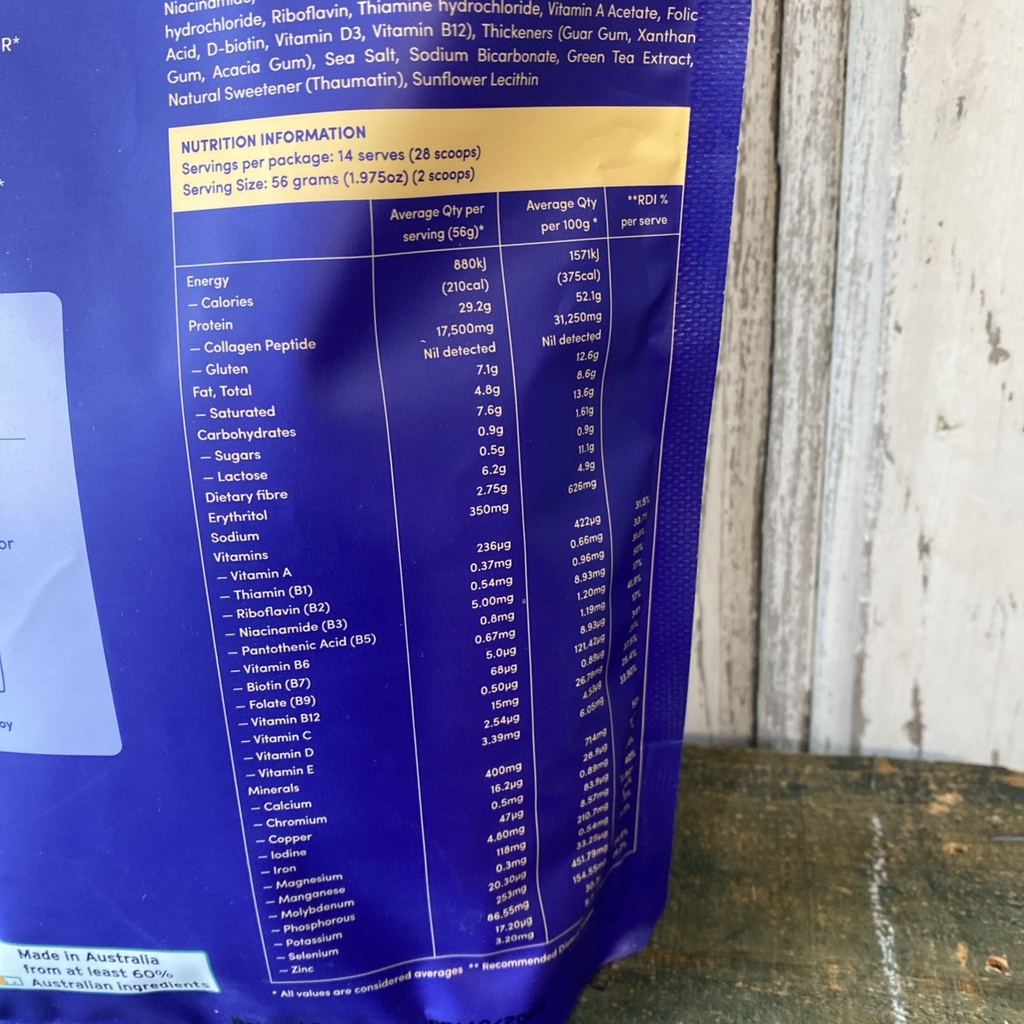 R*
Niacinamide,
hydrochloride, Riboflavin, Thiamine hydrochloride, Vitamin A Acetate, Folic
Acid, D-biotin, Vitamin D3, Vitamin B12), Thickeners (Guar Gum, Xanthan
Gum, Acacia Gum), Sea Salt, Sodium Bicarbonate, Green Tea Extract,
Natural Sweetener (Thaumatin), Sunflower Lecithin
NUTRITION INFORMATION
Servings per package: 14 serves (28 scoops)
Serving Size: 56 grams (1.975oz) (2 scoops)
Average Qty per serving (56g)* Average Qty per 100g * **RDI % per serve
Energy 880kJ 1571kJ
– Calories (210cal) (375cal)
Protein 29.2g 52.1g
– Collagen Peptide 17,500mg 31,250mg
– Gluten Nil detected Nil detected
Fat, Total 7.1g 12.6g
– Saturated 4.8g 8.6g
Carbohydrates 7.6g 13.6g
– Sugars 0.9g 1.61g
– Lactose 0.5g 0.9g
Dietary fibre 6.2g 11.1g
Erythritol 2.75g 4.9g
Sodium 350mg 626mg
Vitamins
– Vitamin A 236µg 422µg 31.5%
– Thiamin (B1) 0.37mg 0.66mg
– Riboflavin (B2) 0.54mg 0.96mg
– Niacinamide (B3) 5.00mg 8.93mg
– Pantothenic Acid (B5) 0.8mg 1.20mg
– Vitamin B6 0.67mg 1.19mg
– Biotin (B7) 5.0µg 8.93µg
– Folate (B9) 68µg 121.42µg
– Vitamin B12 0.50µg 0.89µg
– Vitamin C 15mg 26.78mg
– Vitamin D 2.54µg 4.53µg
– Vitamin E 3.39mg 6.05mg
Minerals
– Calcium 400mg 714mg
– Chromium 16.2µg 28.9µg
– Copper 0.5mg 0.89mg
– Iodine 47µg 83.9µg
– Iron 4.80mg 8.57mg
– Magnesium 118mg 210.7mg
– Manganese 0.3mg 0.54mg
– Molybdenum 20.30µg 33.25µg
– Phosphorous 253mg 451.79mg
– Potassium 86.55mg 154.55mg
– Selenium 17.20µg
– Zinc 3.20mg
* All values are considered averages ** Recommended
or
by
Made in Australia
from at least 60%
Australian ingredients